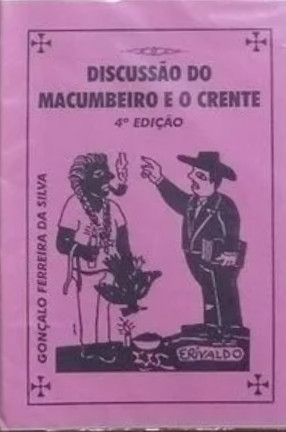 DISCUSSÃO DO
MACUMBEIRO E O CRENTE
4ª EDIÇÃO
GONÇALO FERREIRA DA SILVA
ERIVALDO